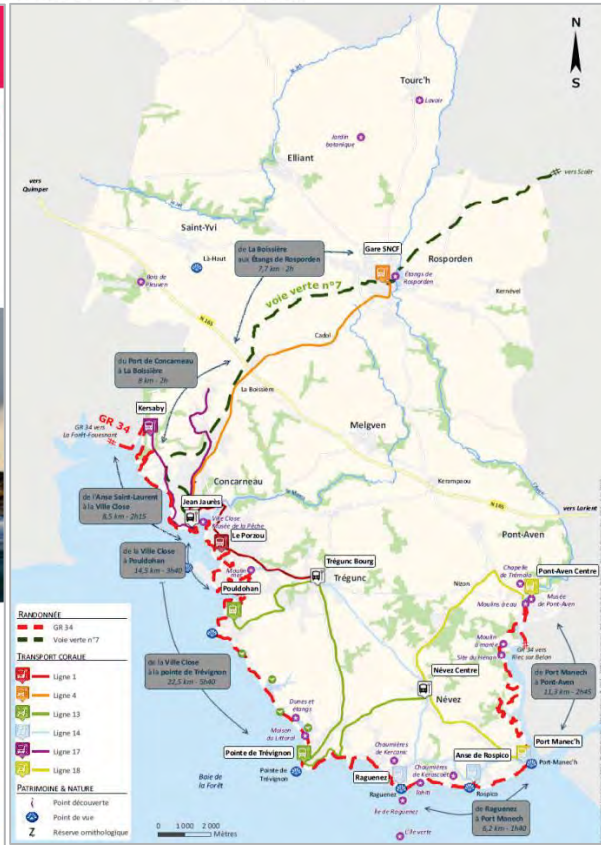 N
S
Tourc'h
Lavoir
Jardin
botanique
Elliant
vers Scaër
vers
Quimper
Saint-Yvi
Là-Haut
Bois de
Pleuven
de La Boissière
aux Étangs de Rosporden
7,7 km - 2h
Gare SNCF
Rosporden
Étangs de
Rosporden
Kernével
voie verte n°7
N 165
Cadol
du Port de Concarneau
à La Boissière
8 km - 2h
La Boissière
Kersaby
GR 34
GR 34 vers
La Forêt-Fouesnant
Melgven
Concarneau
Kerampaou
N 165
vers Lorient
de l'Anse Saint-Laurent
à la Ville Close
8,5 km - 2h15
Jean Jaurès
Ville Close
Musée de la Pêche
Le Porzou
Pont-Aven
de la Ville Close
à Pouldohan
14,5 km - 3h40
Moulin
mer
Trégunc Bourg
Trégunc
Nizon
Chapelle
de Trémalo
Pont-Aven Centre
Moulins à eau
Musée
de Pont-Aven
Pouldohan
Moulin
à marée
Site du Hénan
GR 34 vers
Riec sur Belon
RANDONNÉE
GR 34
Voie verte n°7
TRANSPORT CORALIE
Ligne 1
Ligne 4
Ligne 13
Ligne 14
Ligne 17
Ligne 18
PATRIMOINE & NATURE
Point découverte
Point de vue
Réserve ornithologique
de la Ville Close
à la pointe de Trévignon
22,5 km - 5h40
Névez Centre
Névez
de Port Manech
à Pont-Aven
11,3 km - 2h45
Dunes et
étangs
Maison
du Littoral
Pointe de Trévignon
Pointe de
Trévignon
Baie de
la Forêt
Chaumières
de Kercanic
Raguenez
Raguenez
Chaumières
de Kerascoët
Anse de Rospico
Rospico
Port Manec'h
Port-Manec'h
Île de Raguenez
L'île verte
de Raguenez
à Port Manech
6,2 km - 1h40
0 1 000 2 000
Mètres